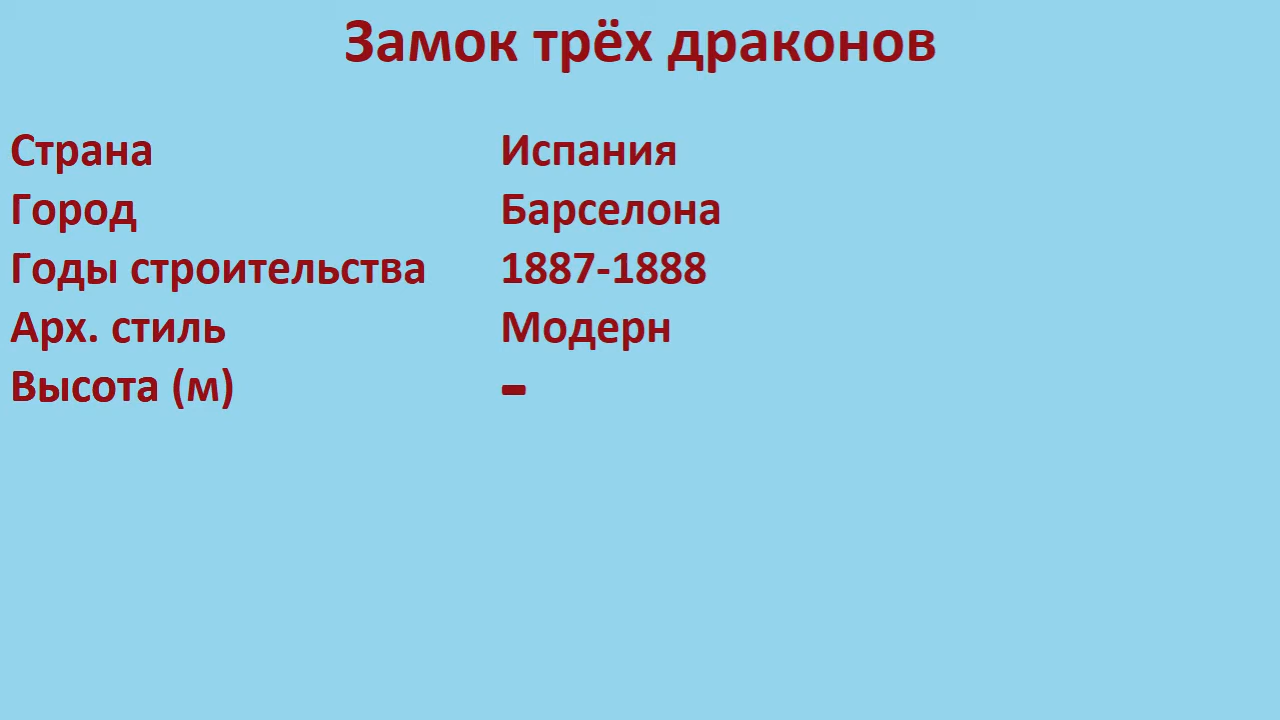 Замок трёх драконов
Страна Испания
Город Барселона
Годы строительства 1887-1888
Арх. стиль Модерн
Высота (м) -